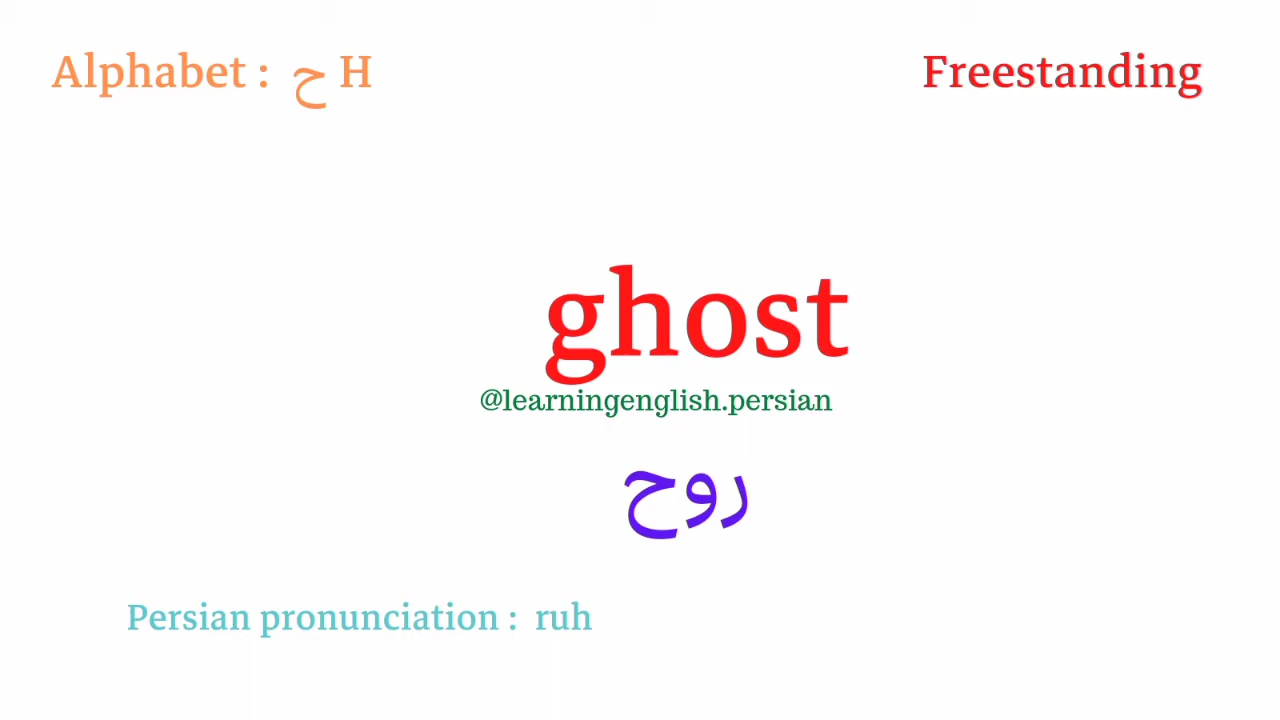 Alphabet : ح H
Freestanding
ghost
@learningenglish.persian
روح
Persian pronunciation : ruh